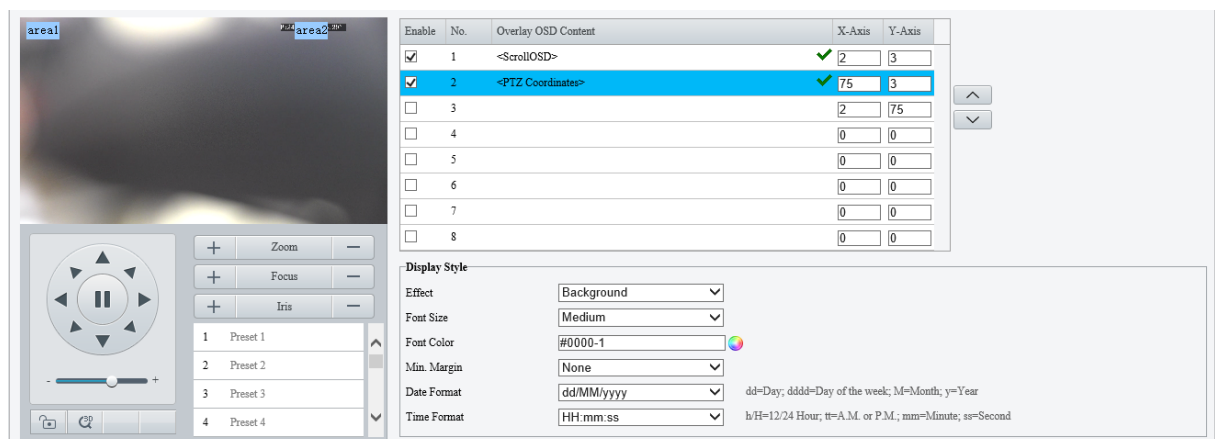 area1
area2
Enable No. Overlay OSD Content X-Axis Y-Axis
1 <ScrollOSD> 2 3
2 <PTZ Coordinates> 75 3
3 2 75
4 0 0
5 0 0
6 0 0
7 0 0
8 0 0
+ Zoom −
+ Focus −
+ Iris −
1 Preset 1
2 Preset 2
3 Preset 3
4 Preset 4
- +
3D
Display Style
Effect Background
Font Size Medium
Font Color #0000-1
Min. Margin None
Date Format dd/MM/yyyy dd=Day; dddd=Day of the week; M=Month; y=Year
Time Format HH:mm:ss h/H=12/24 Hour; tt=A.M. or P.M.; mm=Minute; ss=Second